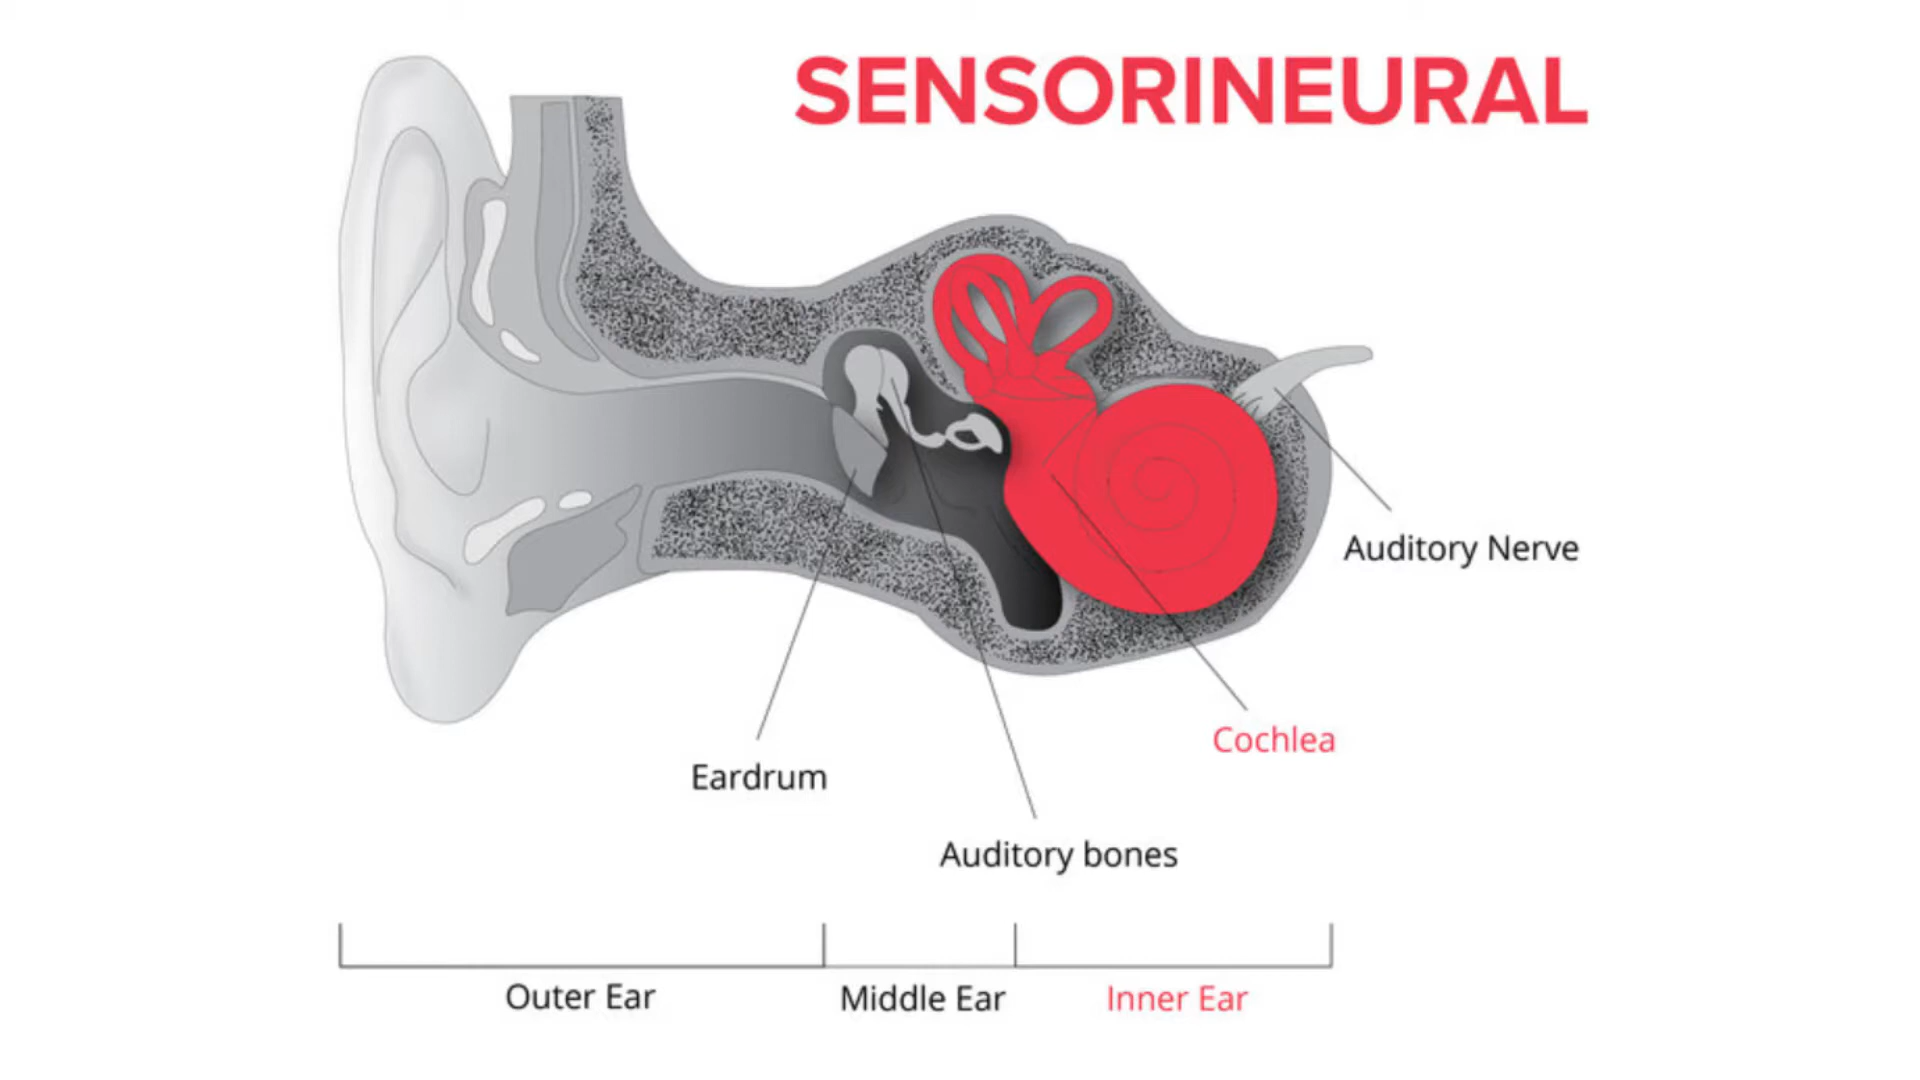 SENSORINEURAL
Auditory Nerve
Cochlea
Eardrum
Auditory bones
Outer Ear
Middle Ear
Inner Ear